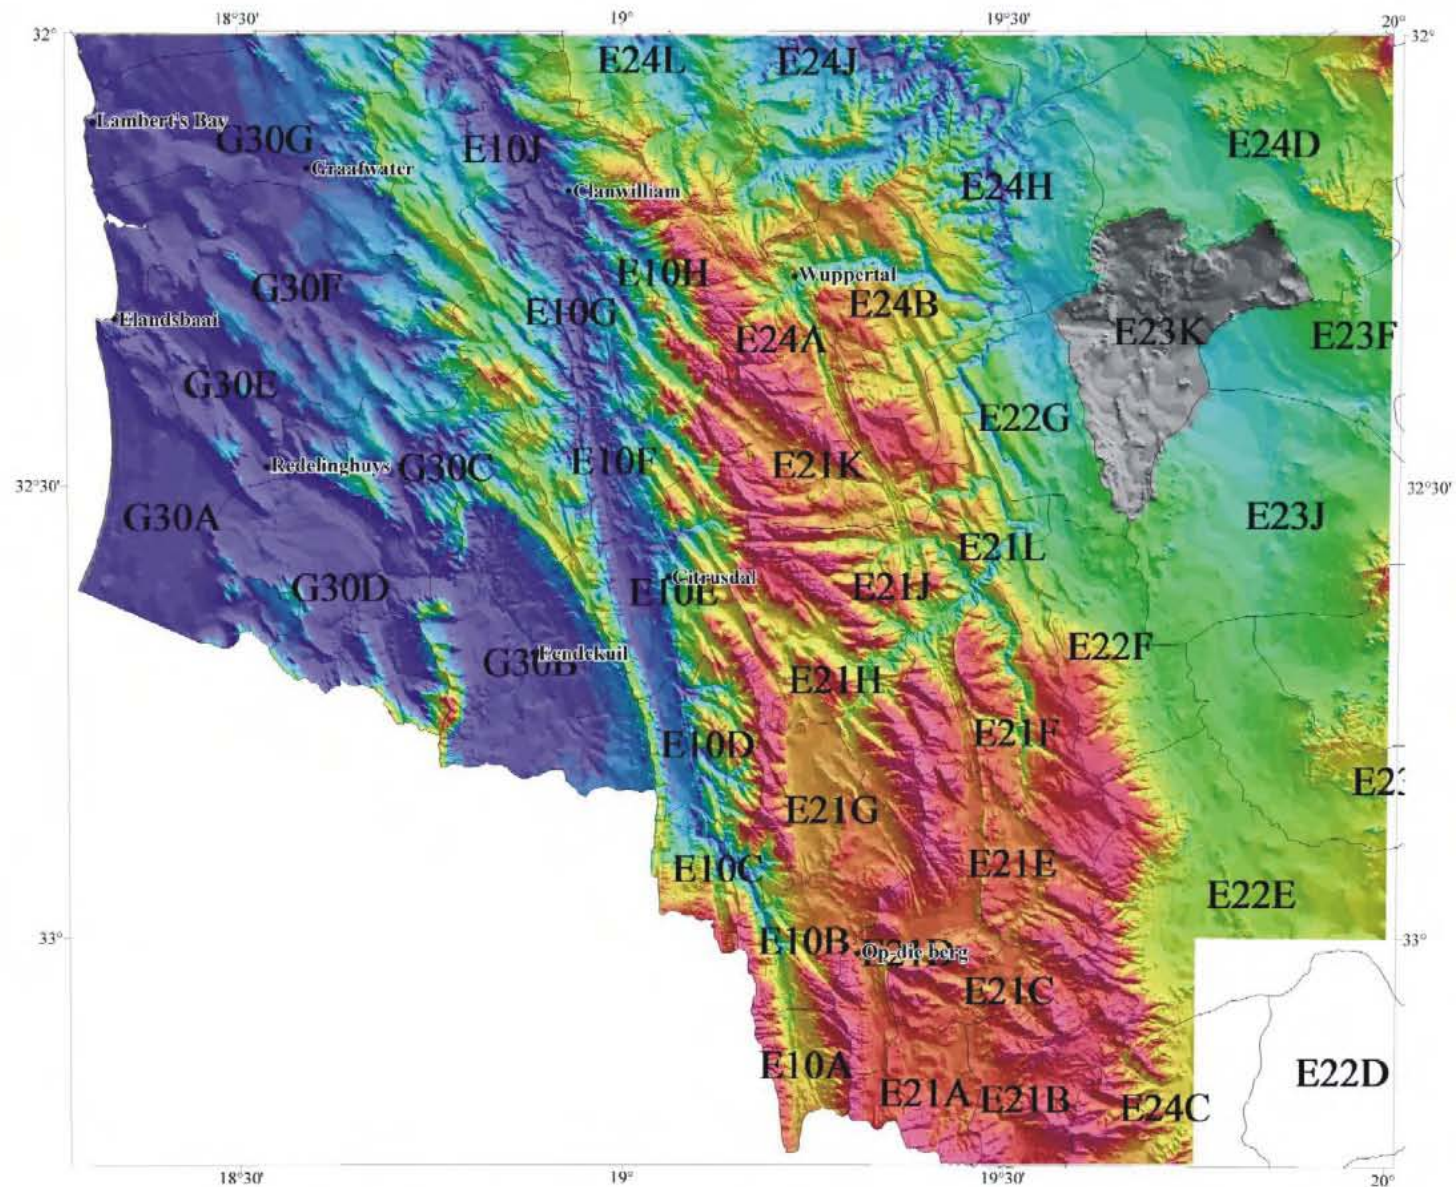 18°30'
19°
19°30'
20°
32°
32°
E24L
E24J
Lambert's Bay
G30G
E10J
E24D
Graafwater
Clanwilliam
E24H
E10H
Wuppertal
G30F
E10G
E24B
Elandsbaai
E24A
E23K
E23F
G30E
E22G
Redelinghuys
G30C
E10F
E21K
32°30'
32°30'
G30A
E23J
E21L
Citrusdal
G30D
E10E
E21J
Eendekuil
G30B
E22F
E21H
E10D
E21F
E21G
E10C
E21E
E22E
33°
33°
E10B
Op-die berg
E21D
E21C
E10A
E22D
E21A
E21B
E24C
18°30'
19°
19°30'
20°